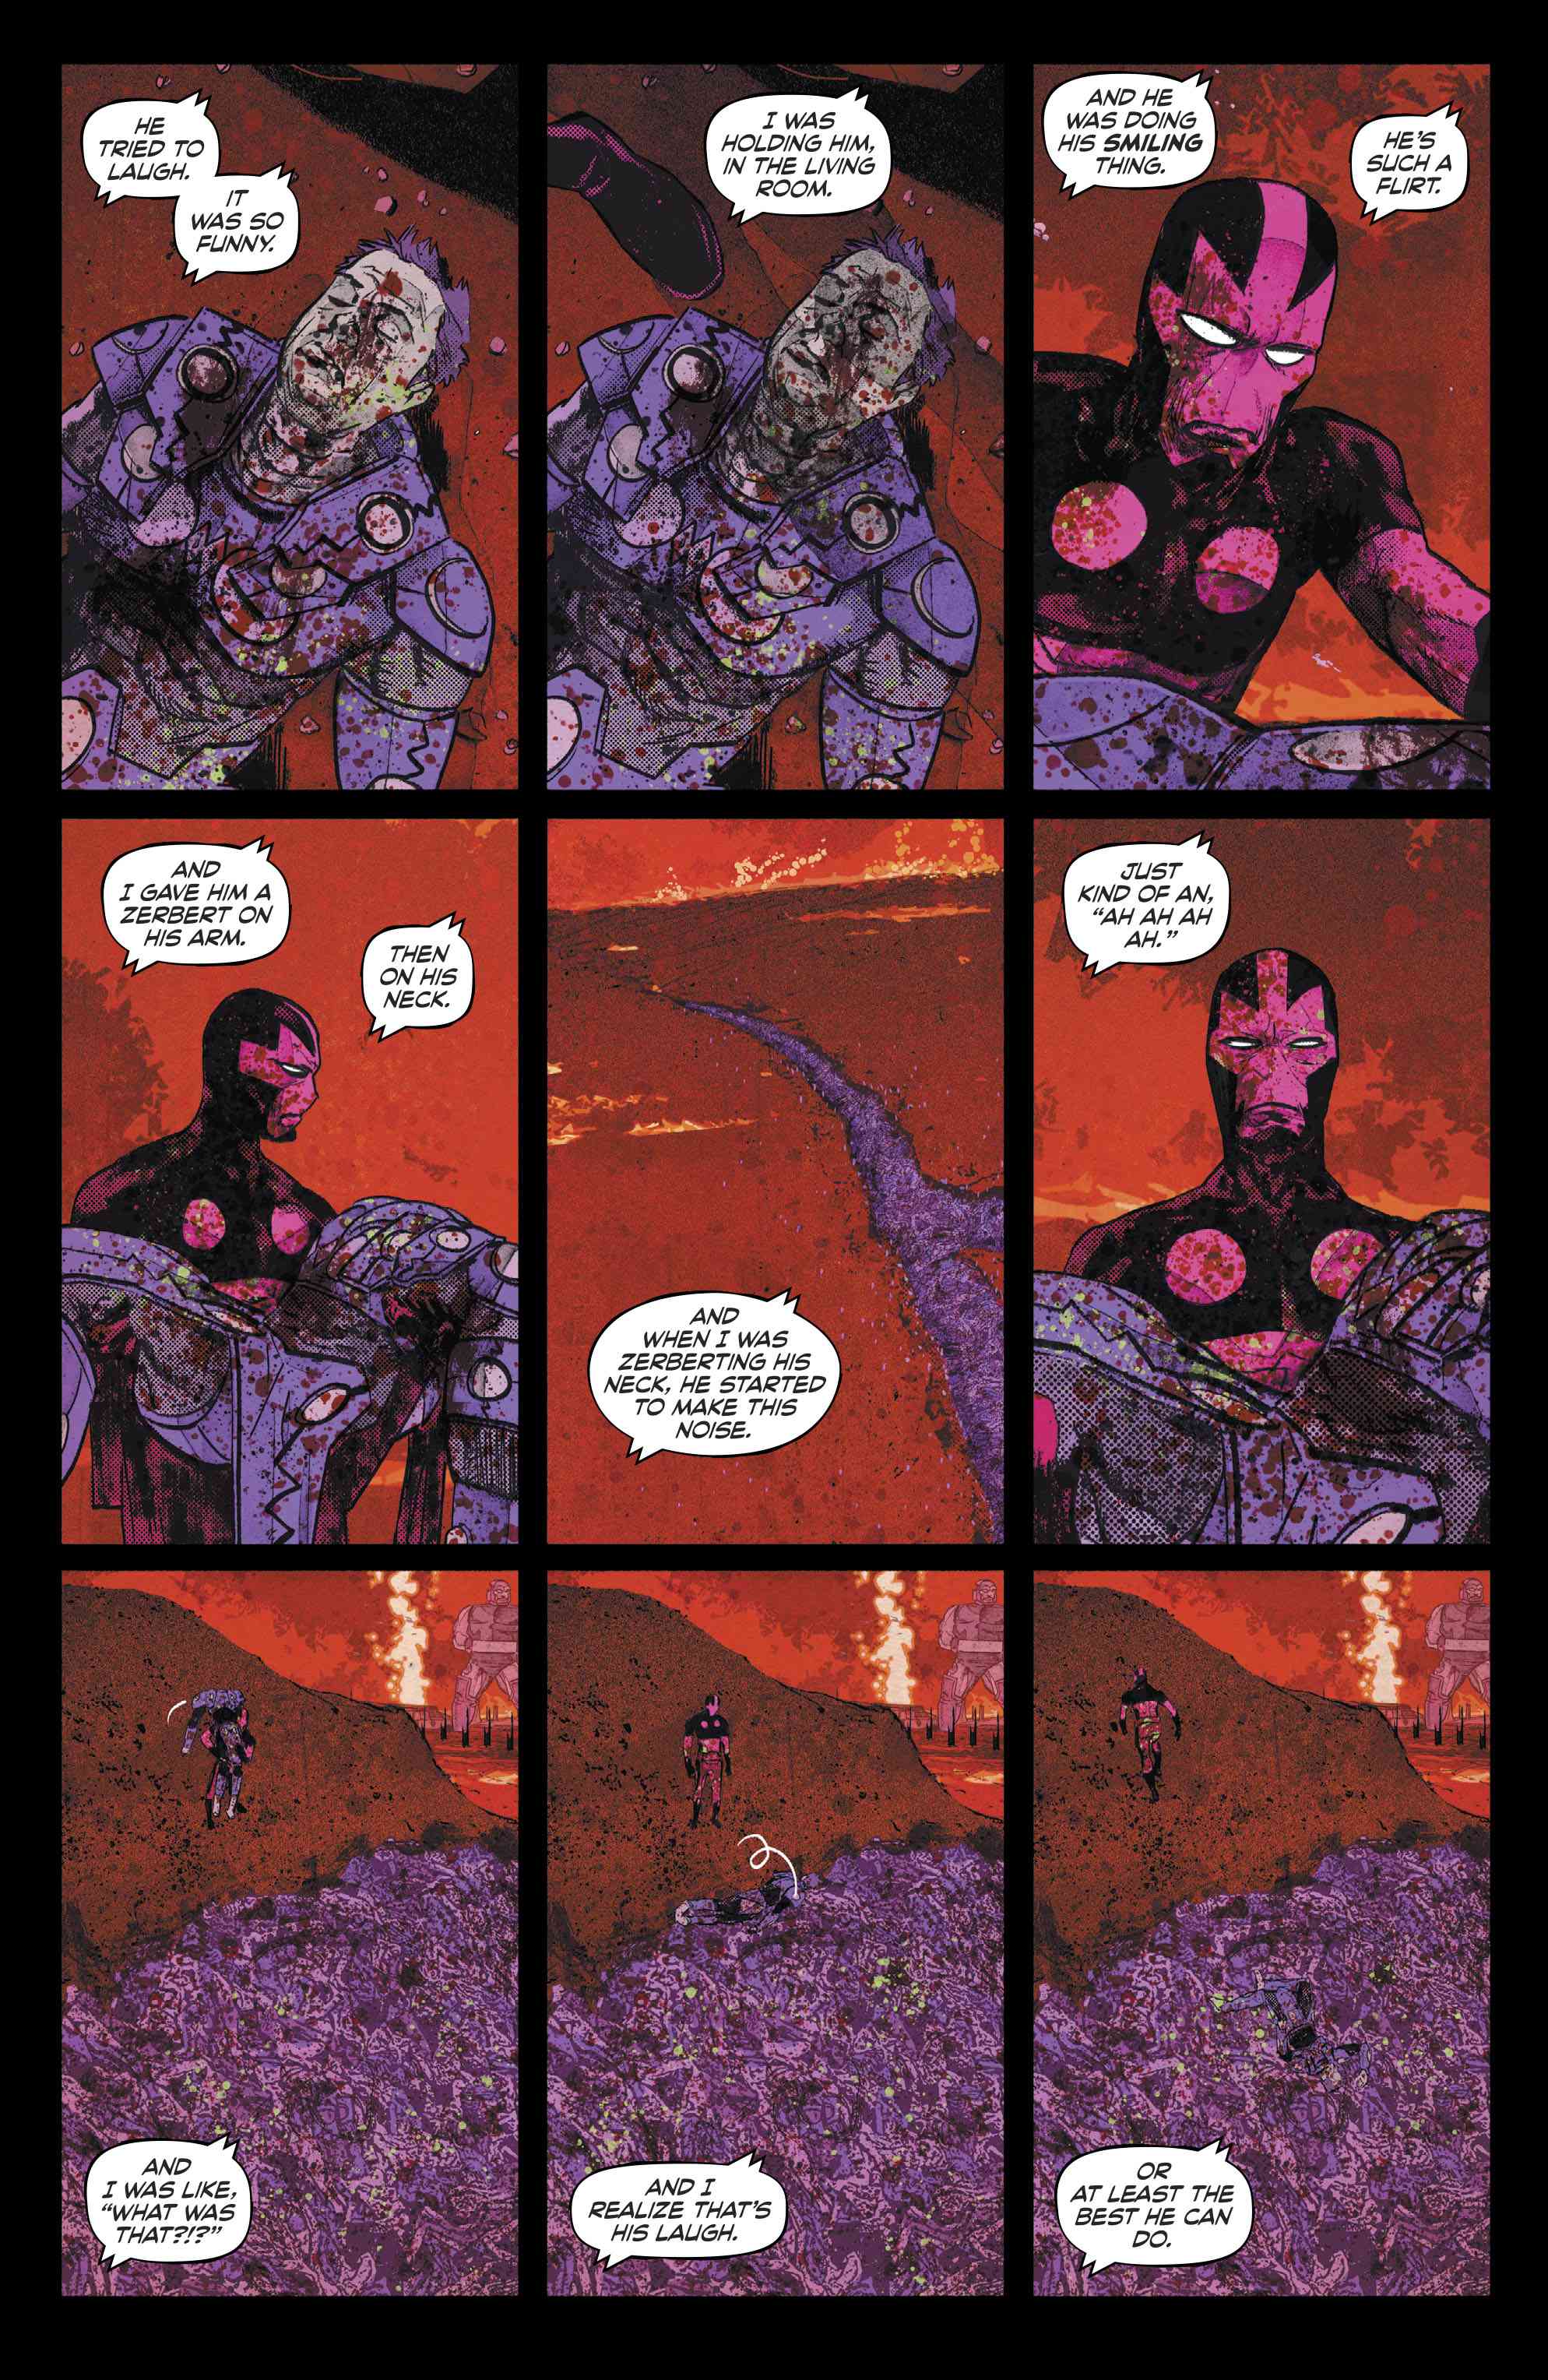 HE
TRIED TO
LAUGH.
IT
WAS SO
FUNNY.
I WAS
HOLDING HIM,
IN THE LIVING
ROOM.
AND HE
WAS DOING
HIS SMILING
THING.
HE'S
SUCH A
FLIRT.
AND
I GAVE HIM A
ZERBERT ON
HIS ARM.
THEN
ON HIS
NECK.
AND
WHEN I WAS
ZERBERTING HIS
NECK, HE STARTED
TO MAKE THIS
NOISE.
JUST
KIND OF AN,
“AH AH AH
AH.”
AND
I WAS LIKE,
“WHAT WAS
THAT?!?”
AND I
REALIZE THAT'S
HIS LAUGH.
OR
AT LEAST THE
BEST HE CAN
DO.